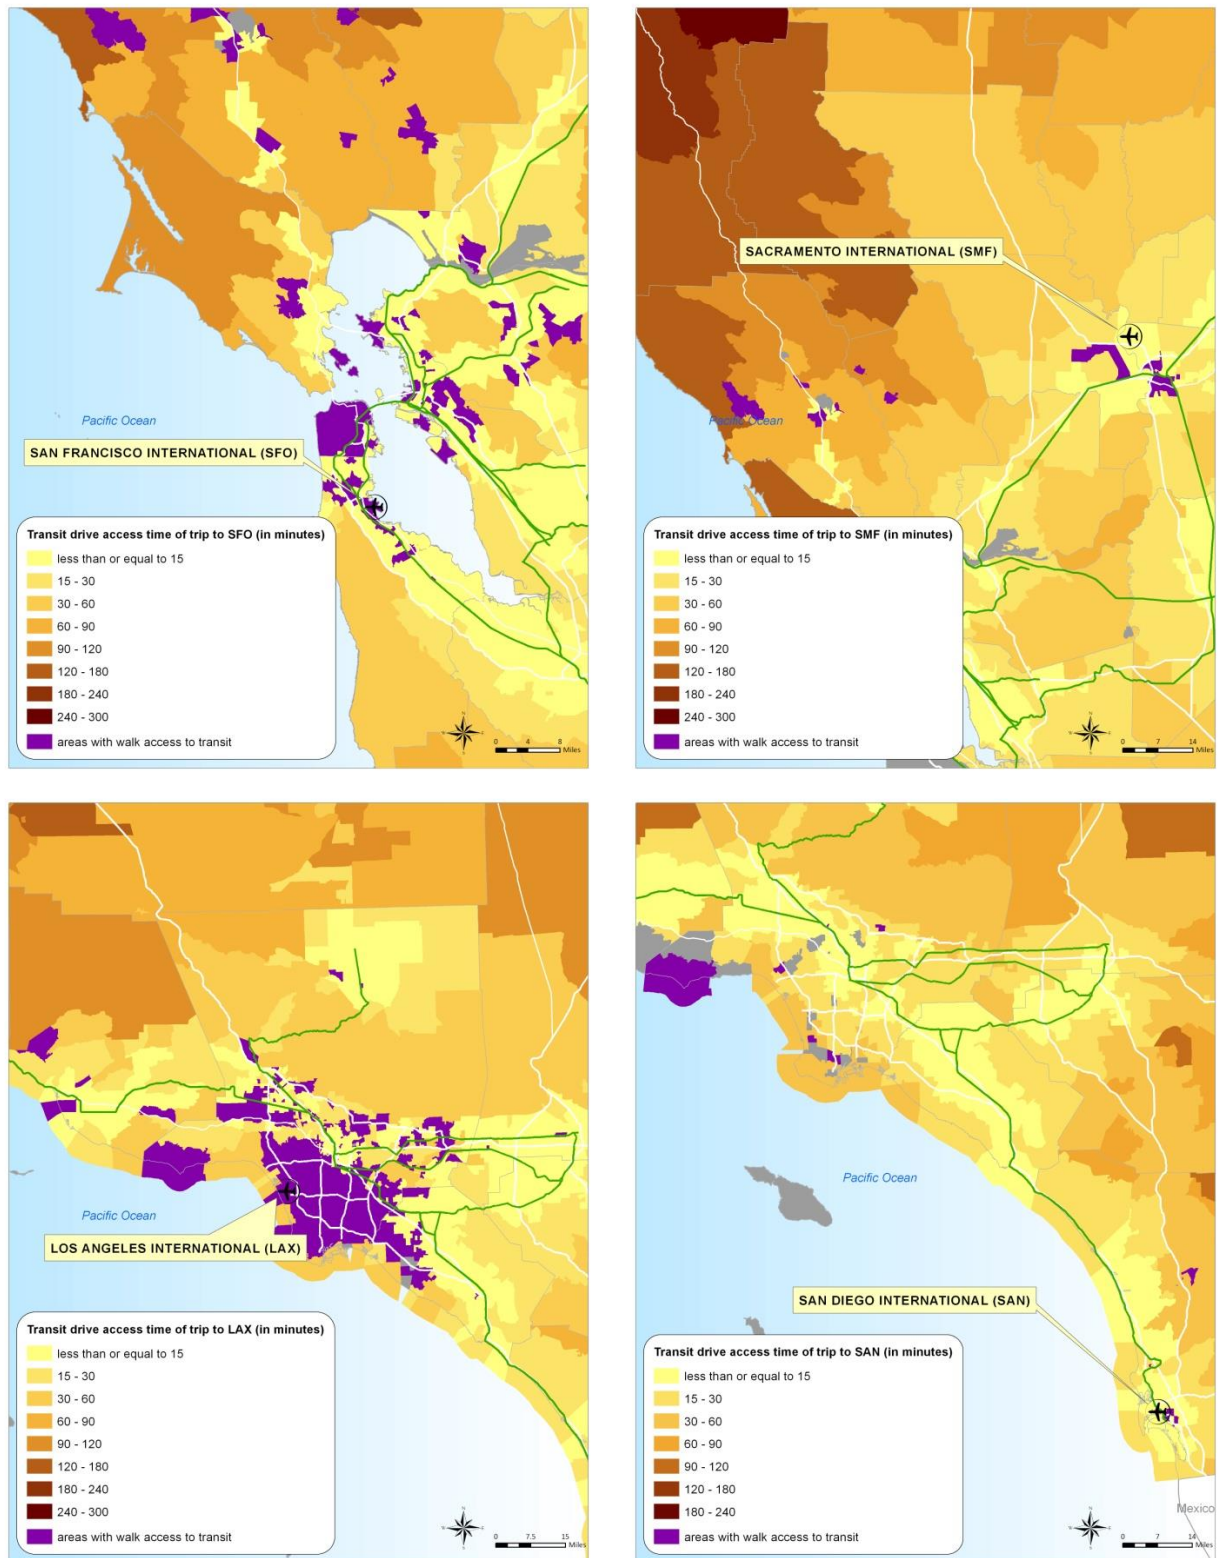 Pacific Ocean
SAN FRANCISCO INTERNATIONAL (SFO)
Transit drive access time of trip to SFO (in minutes)
less than or equal to 15
15 - 30
30 - 60
60 - 90
90 - 120
120 - 180
180 - 240
240 - 300
areas with walk access to transit
0 4 8
Miles
SACRAMENTO INTERNATIONAL (SMF)
Pacific Ocean
Transit drive access time of trip to SMF (in minutes)
less than or equal to 15
15 - 30
30 - 60
60 - 90
90 - 120
120 - 180
180 - 240
240 - 300
areas with walk access to transit
0 7 14
Miles
Pacific Ocean
LOS ANGELES INTERNATIONAL (LAX)
Transit drive access time of trip to LAX (in minutes)
less than or equal to 15
15 - 30
30 - 60
60 - 90
90 - 120
120 - 180
180 - 240
240 - 300
areas with walk access to transit
0 7.5 15
Miles
Pacific Ocean
SAN DIEGO INTERNATIONAL (SAN)
Transit drive access time of trip to SAN (in minutes)
less than or equal to 15
15 - 30
30 - 60
60 - 90
90 - 120
120 - 180
180 - 240
areas with walk access to transit
Mexico
0 7 14
Miles